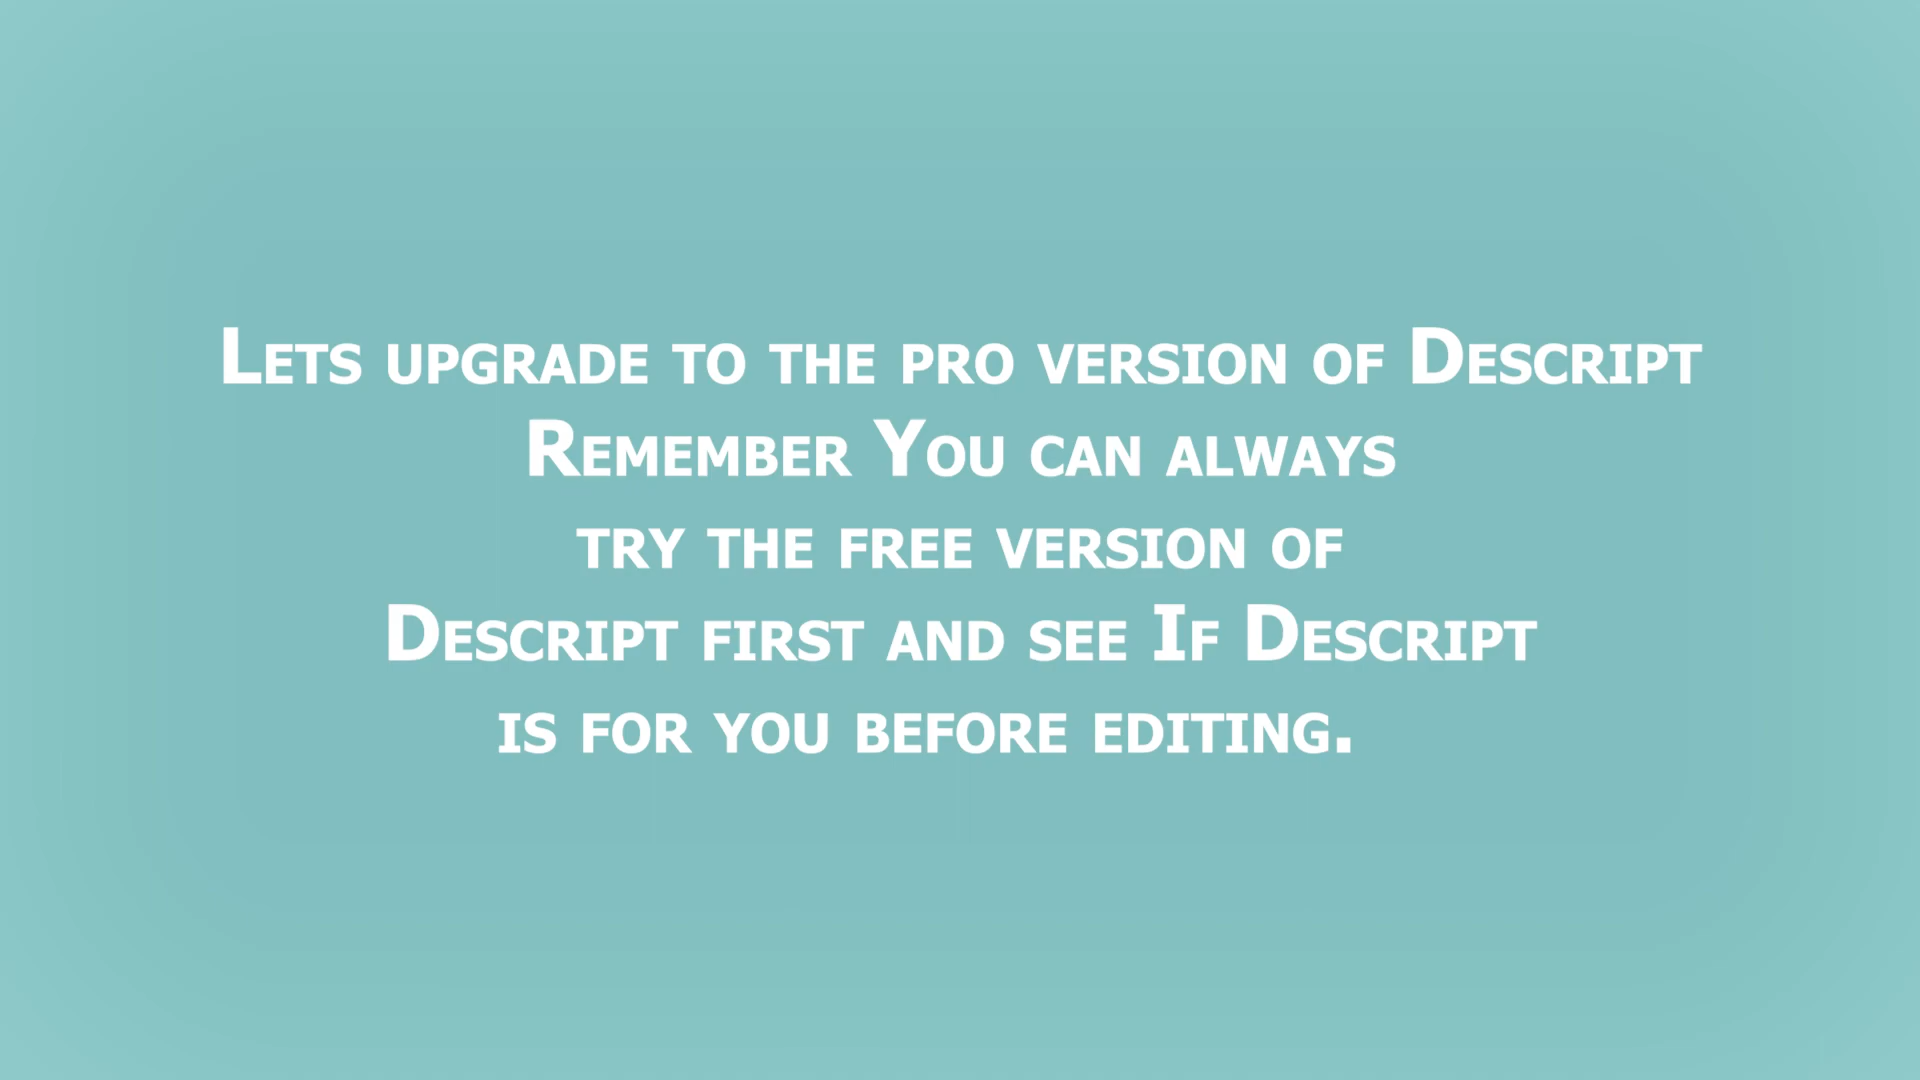 Lets upgrade to the pro version of Descript
Remember You can always
try the free version of
Descript first and see If Descript
is for you before editing.